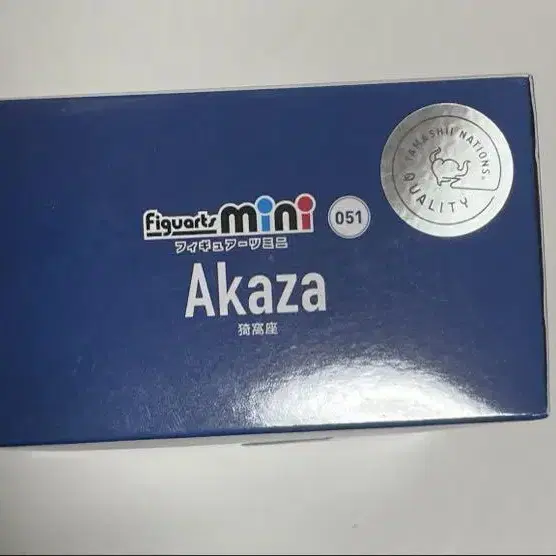 TAMASHII NATIONS®
QUALITY
Figuarts mini 051
フィギュアーツミニ
Akaza
猗窩座